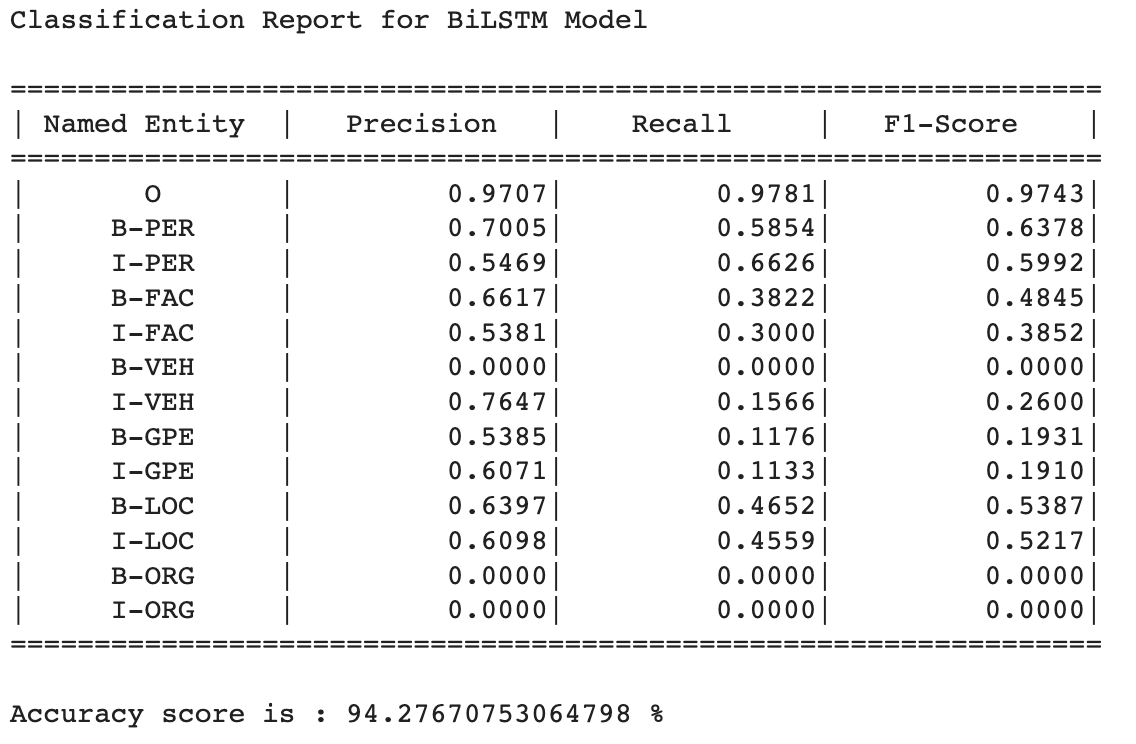 Classification Report for BiLSTM Model
=================================================================
| Named Entity | Precision | Recall | F1-Score |
=================================================================
| O | 0.9707| 0.9781| 0.9743|
| B-PER | 0.7005| 0.5854| 0.6378|
| I-PER | 0.5469| 0.6626| 0.5992|
| B-FAC | 0.6617| 0.3822| 0.4845|
| I-FAC | 0.5381| 0.3000| 0.3852|
| B-VEH | 0.0000| 0.0000| 0.0000|
| I-VEH | 0.7647| 0.1566| 0.2600|
| B-GPE | 0.5385| 0.1176| 0.1931|
| I-GPE | 0.6071| 0.1133| 0.1910|
| B-LOC | 0.6397| 0.4652| 0.5387|
| I-LOC | 0.6098| 0.4559| 0.5217|
| B-ORG | 0.0000| 0.0000| 0.0000|
| I-ORG | 0.0000| 0.0000| 0.0000|
=================================================================
Accuracy score is : 94.27670753064798 %